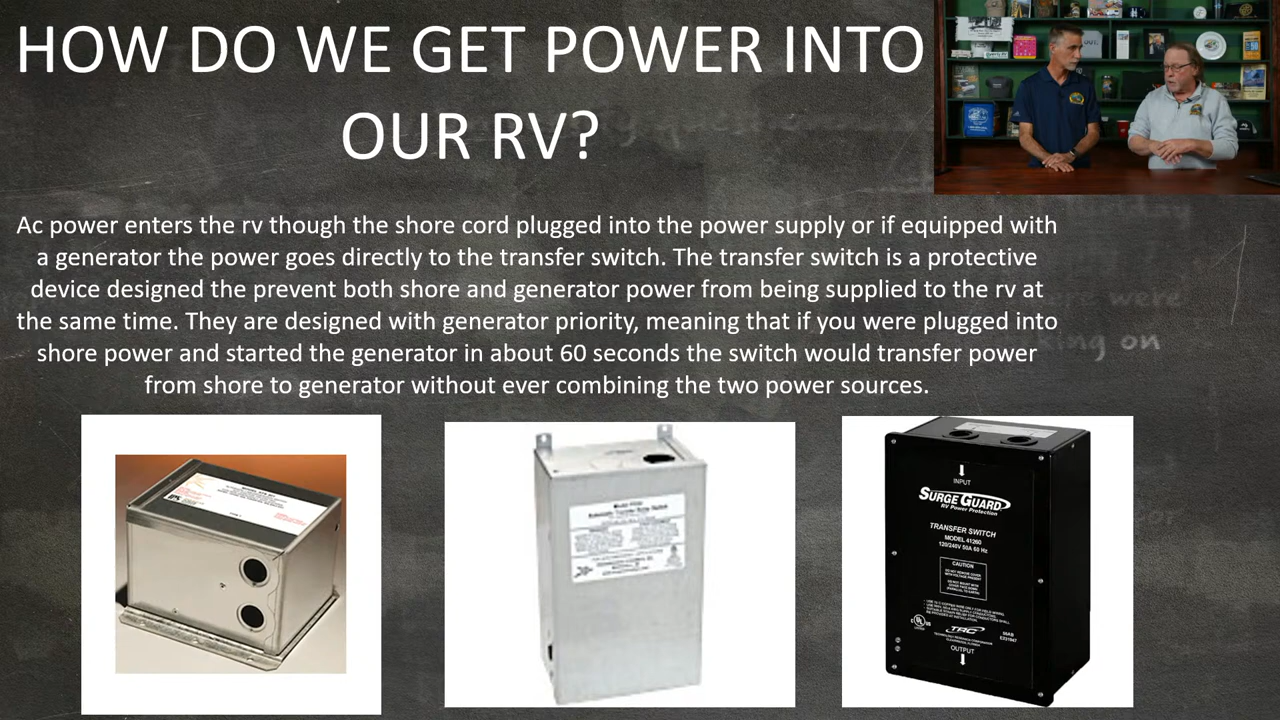 HOW DO WE GET POWER INTO
OUR RV?
Ac power enters the rv though the shore cord plugged into the power supply or if equipped with
a generator the power goes directly to the transfer switch. The transfer switch is a protective
device designed the prevent both shore and generator power from being supplied to the rv at
the same time. They are designed with generator priority, meaning that if you were plugged into
shore power and started the generator in about 60 seconds the switch would transfer power
from shore to generator without ever combining the two power sources.
king on
INPUT
SURGE GUARD
RV Power Protection
TRANSFER SWITCH
MODEL 41260
120/240V 50A 60 Hz
CAUTION
TRC
OUTPUT